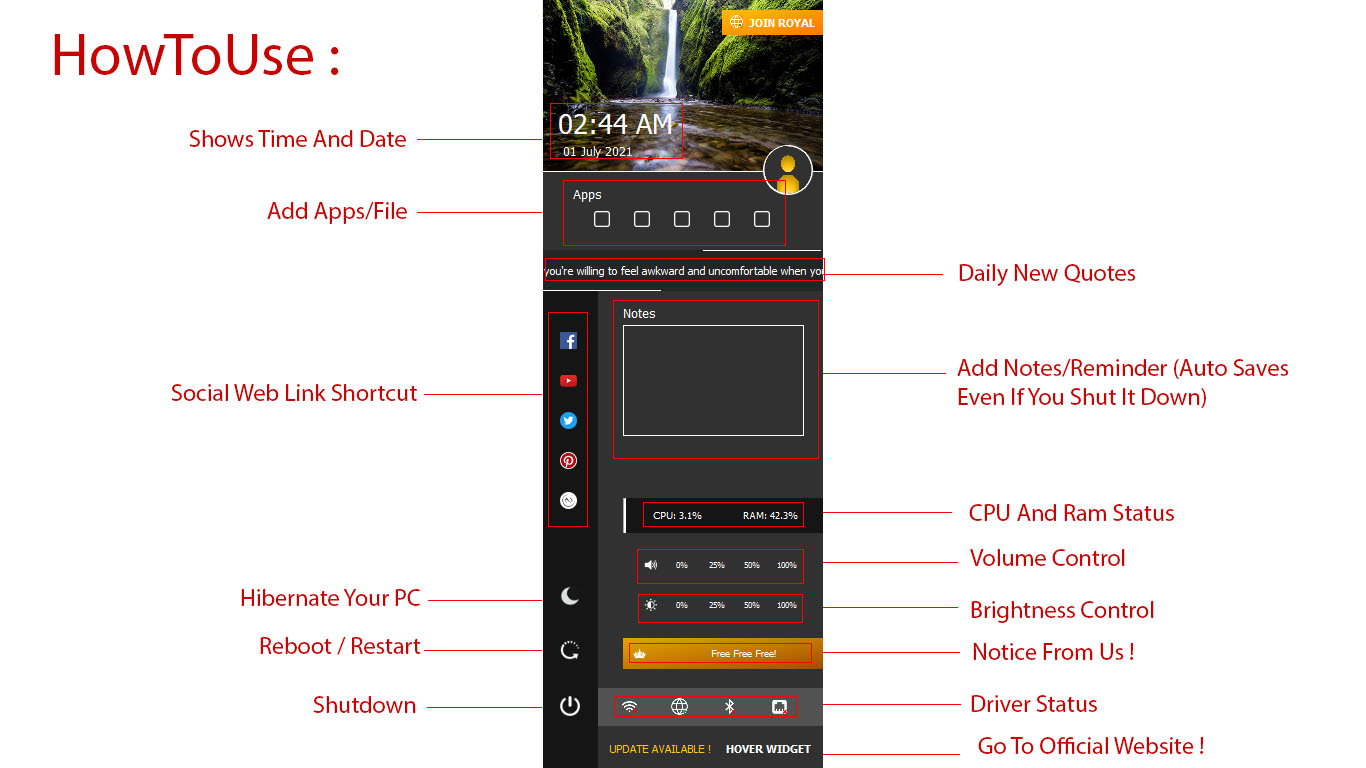 HowToUse :
JOIN ROYAL
Shows Time And Date
02:44 AM
01 July 2021
Add Apps/File
Apps
you're willing to feel awkward and uncomfortable when you
Daily New Quotes
Notes
Add Notes/Reminder (Auto Saves
Even If You Shut It Down)
Social Web Link Shortcut
CPU: 3.1% RAM: 42.3%
CPU And Ram Status
0% 25% 50% 100%
Volume Control
Hibernate Your PC
0% 25% 50% 100%
Brightness Control
Reboot / Restart
Free Free Free!
Notice From Us !
Shutdown
Driver Status
UPDATE AVAILABLE ! HOVER WIDGET
Go To Official Website !